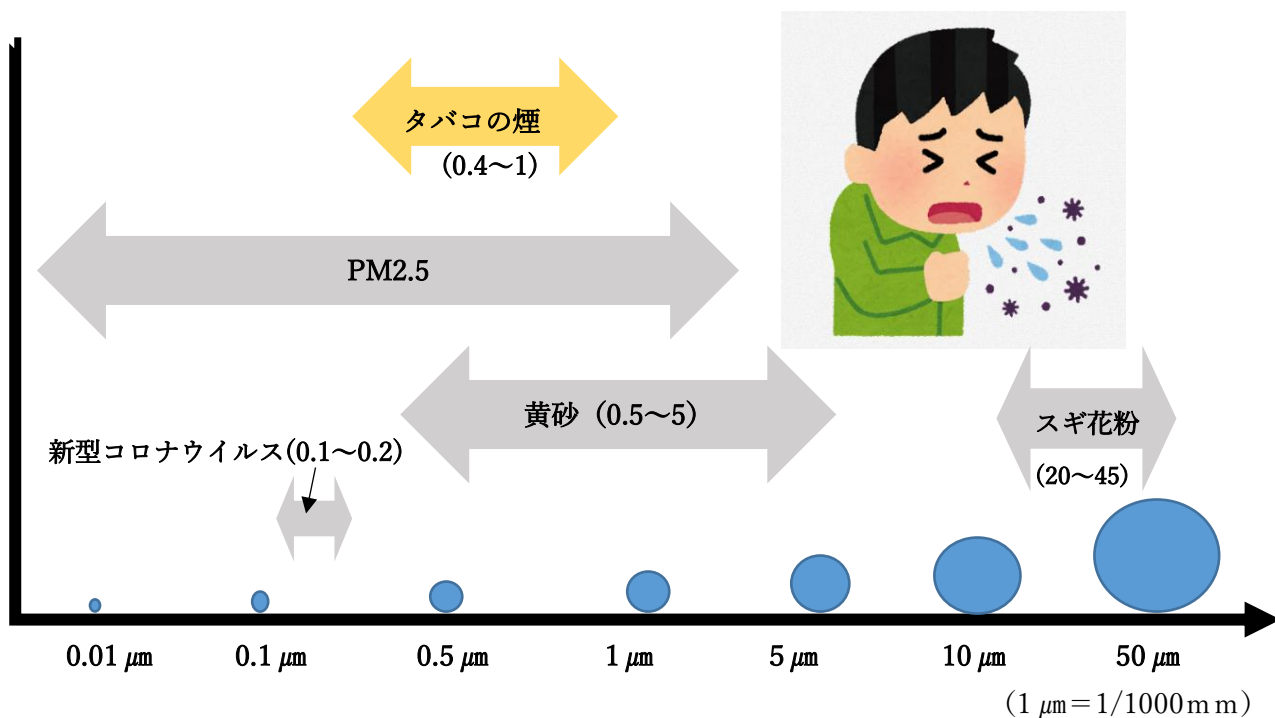 タバコの煙
(0.4～1)
PM2.5
黄砂（0.5～5）
スギ花粉
(20～45)
新型コロナウイルス(0.1～0.2)
0.01 ㎛
0.1 ㎛
0.5 ㎛
1 ㎛
5 ㎛
10 ㎛
50 ㎛
（1 ㎛＝1/1000ｍｍ）